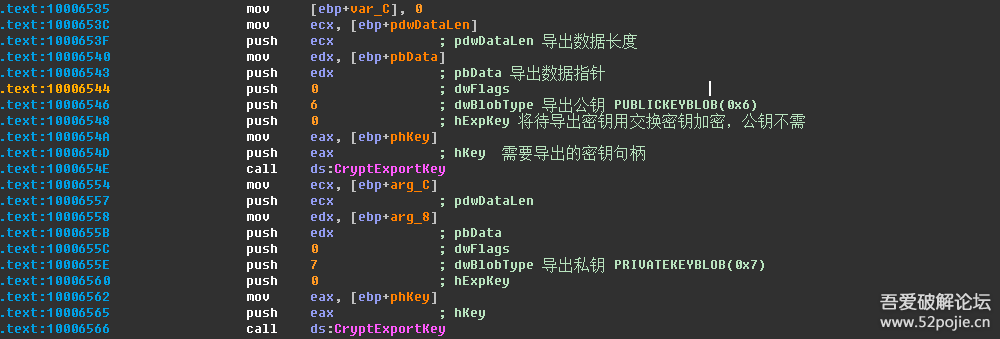 .text:10006535 mov [ebp+var_C], 0
.text:1000653C mov ecx, [ebp+pdwDataLen]
.text:1000653F push ecx ; pdwDataLen 导出数据长度
.text:10006540 mov edx, [ebp+pbData]
.text:10006543 push edx ; pbData 导出数据指针
.text:10006544 push 0 ; dwFlags
.text:10006546 push 6 ; dwBlobType 导出公钥 PUBLICKEYBLOB(0x6)
.text:10006548 push 0 ; hExpKey 将待导出密钥用交换密钥加密，公钥不需
.text:1000654A mov eax, [ebp+phKey]
.text:1000654D push eax ; hKey 需要导出的密钥句柄
.text:1000654E call ds:CryptExportKey
.text:10006554 mov ecx, [ebp+arg_C]
.text:10006557 push ecx ; pdwDataLen
.text:10006558 mov edx, [ebp+arg_8]
.text:1000655B push edx ; pbData
.text:1000655C push 0 ; dwFlags
.text:1000655E push 7 ; dwBlobType 导出私钥 PRIVATEKEYBLOB(0x7)
.text:10006560 push 0 ; hExpKey
.text:10006562 mov eax, [ebp+phKey]
.text:10006565 push eax ; hKey
.text:10006566 call ds:CryptExportKey
吾爱破解论坛
www.52pojie.cn